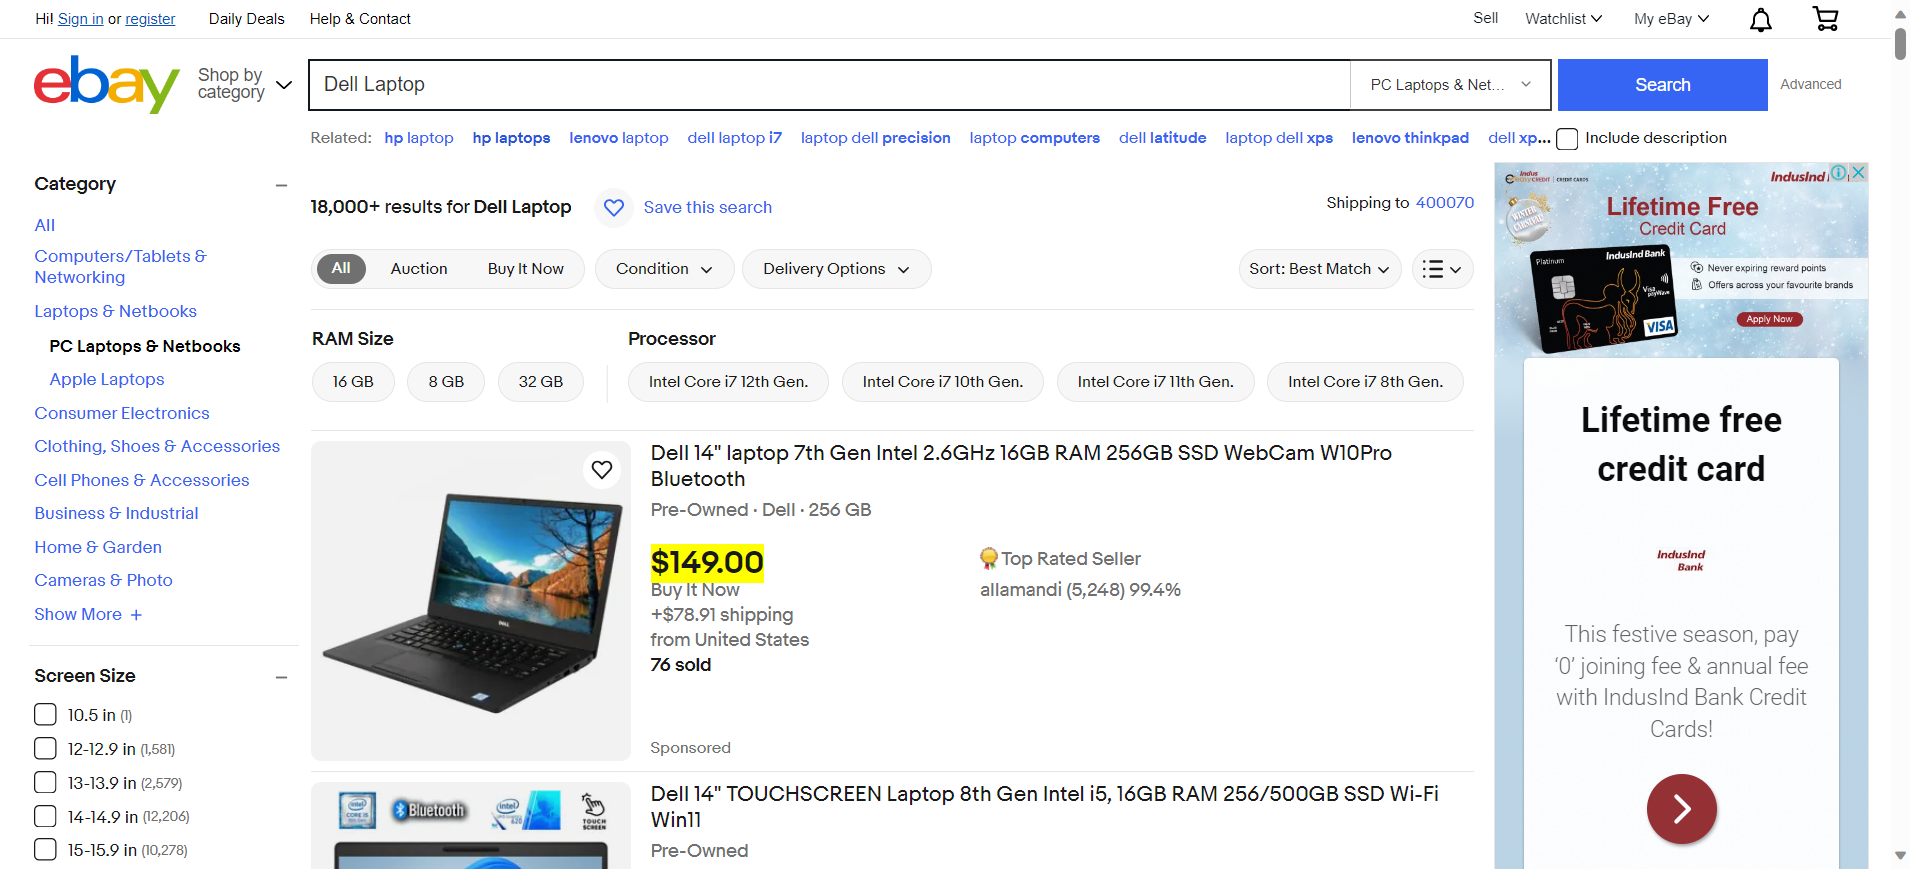 Hi! Sign in or register Daily Deals Help & Contact Sell Watchlist My eBay
ebay
Shop by
category
Dell Laptop PC Laptops & Net... Search Advanced
Related: hp laptop hp laptops lenovo laptop dell laptop i7 laptop dell precision laptop computers dell latitude laptop dell xps lenovo thinkpad dell xp... Include description
Category
All
Computers/Tablets &
Networking
Laptops & Netbooks
PC Laptops & Netbooks
Apple Laptops
Consumer Electronics
Clothing, Shoes & Accessories
Cell Phones & Accessories
Business & Industrial
Home & Garden
Cameras & Photo
Show More +
Screen Size
10.5 in (1)
12-12.9 in (1,581)
13-13.9 in (2,579)
14-14.9 in (12,206)
15-15.9 in (10,278)
18,000+ results for Dell Laptop Save this search Shipping to 400070
All Auction Buy It Now Condition Delivery Options Sort: Best Match
RAM Size
16 GB 8 GB 32 GB
Processor
Intel Core i7 12th Gen. Intel Core i7 10th Gen. Intel Core i7 11th Gen. Intel Core i7 8th Gen.
Dell 14" laptop 7th Gen Intel 2.6GHz 16GB RAM 256GB SSD WebCam W10Pro
Bluetooth
Pre-Owned · Dell · 256 GB
$149.00
Buy It Now
+$78.91 shipping
from United States
76 sold
Top Rated Seller
allamandi (5,248) 99.4%
Sponsored
DELL
Bluetooth
intel
TOUCH
SCREEN
Dell 14" TOUCHSCREEN Laptop 8th Gen Intel i5, 16GB RAM 256/500GB SSD Wi-Fi
Win11
Pre-Owned
CREDIT CARDS
IndusInd
WINTER
CARNIVAL
Lifetime Free
Credit Card
Platinum
IndusInd Bank
Visa
payWave
VISA
Never expiring reward points
Offers across your favourite brands
Apply Now
Lifetime free
credit card
IndusInd
Bank
This festive season, pay
‘0’ joining fee & annual fee
with IndusInd Bank Credit
Cards!